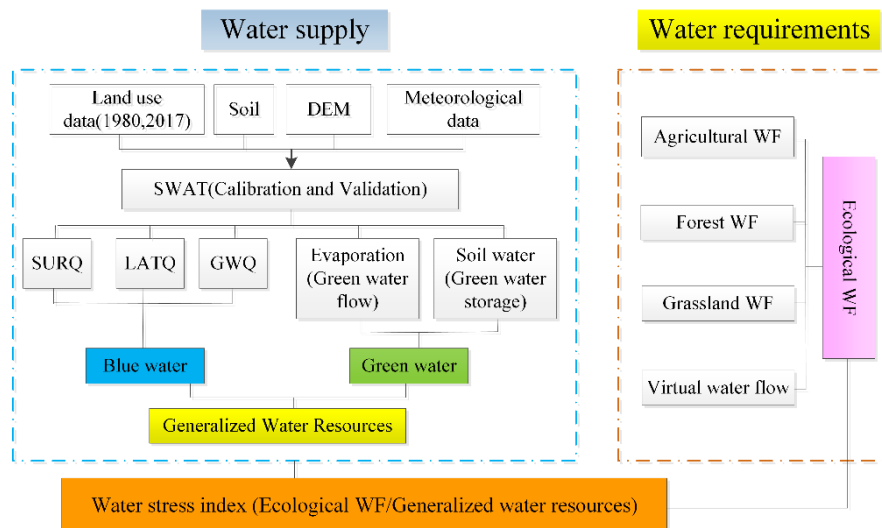 Water supply
Water requirements
Land use
data(1980,2017)
Soil
DEM
Meteorological
data
SWAT(Calibration and Validation)
SURQ
LATQ
GWQ
Evaporation
(Green water
flow)
Soil water
(Green water
storage)
Blue water
Green water
Generalized Water Resources
Agricultural WF
Forest WF
Grassland WF
Virtual water flow
Ecological WF
Water stress index (Ecological WF/Generalized water resources)